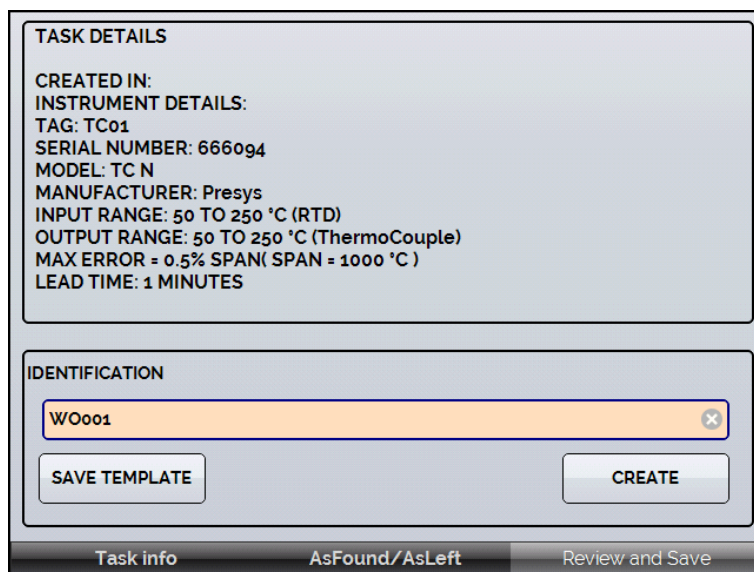 TASK DETAILS
CREATED IN:
INSTRUMENT DETAILS:
TAG: TC01
SERIAL NUMBER: 666094
MODEL: TC N
MANUFACTURER: Presys
INPUT RANGE: 50 TO 250 °C (RTD)
OUTPUT RANGE: 50 TO 250 °C (ThermoCouple)
MAX ERROR = 0.5% SPAN( SPAN = 1000 °C )
LEAD TIME: 1 MINUTES
IDENTIFICATION
WO001
SAVE TEMPLATE
CREATE
Task info
AsFound/AsLeft
Review and Save